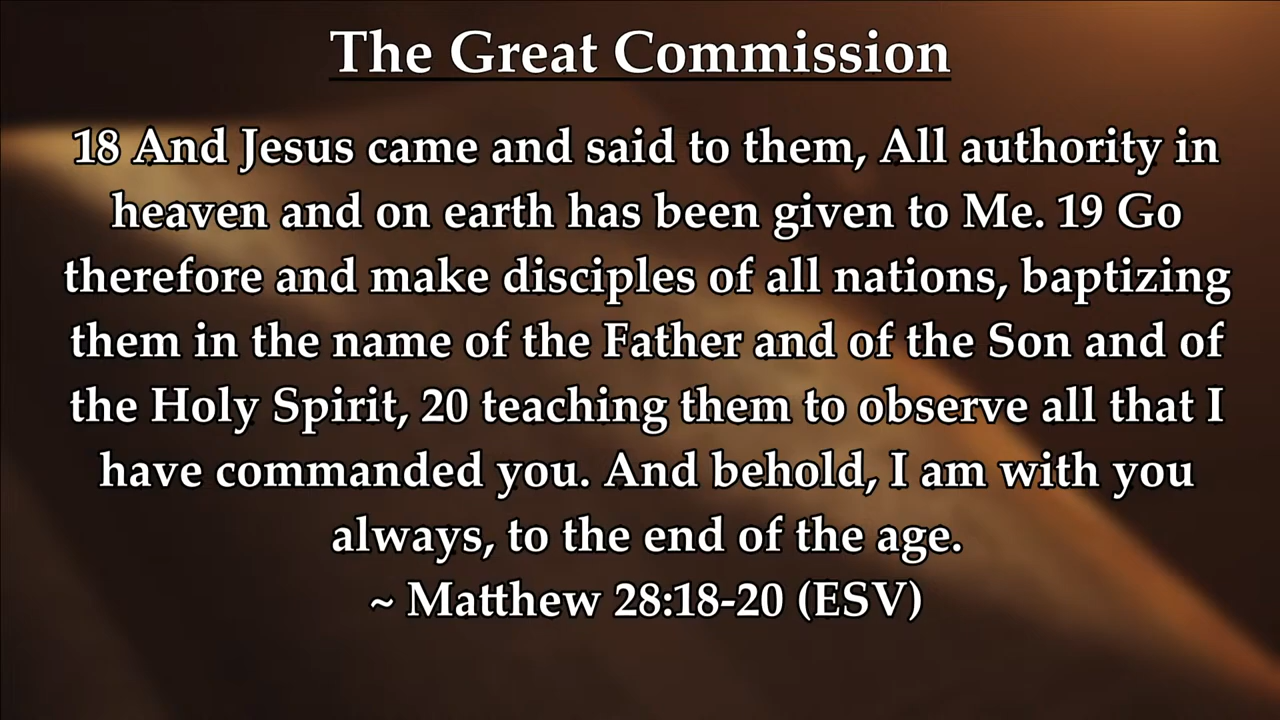 The Great Commission
18 And Jesus came and said to them, All authority in
heaven and on earth has been given to Me. 19 Go
therefore and make disciples of all nations, baptizing
them in the name of the Father and of the Son and of
the Holy Spirit, 20 teaching them to observe all that I
have commanded you. And behold, I am with you
always, to the end of the age.
~ Matthew 28:18-20 (ESV)